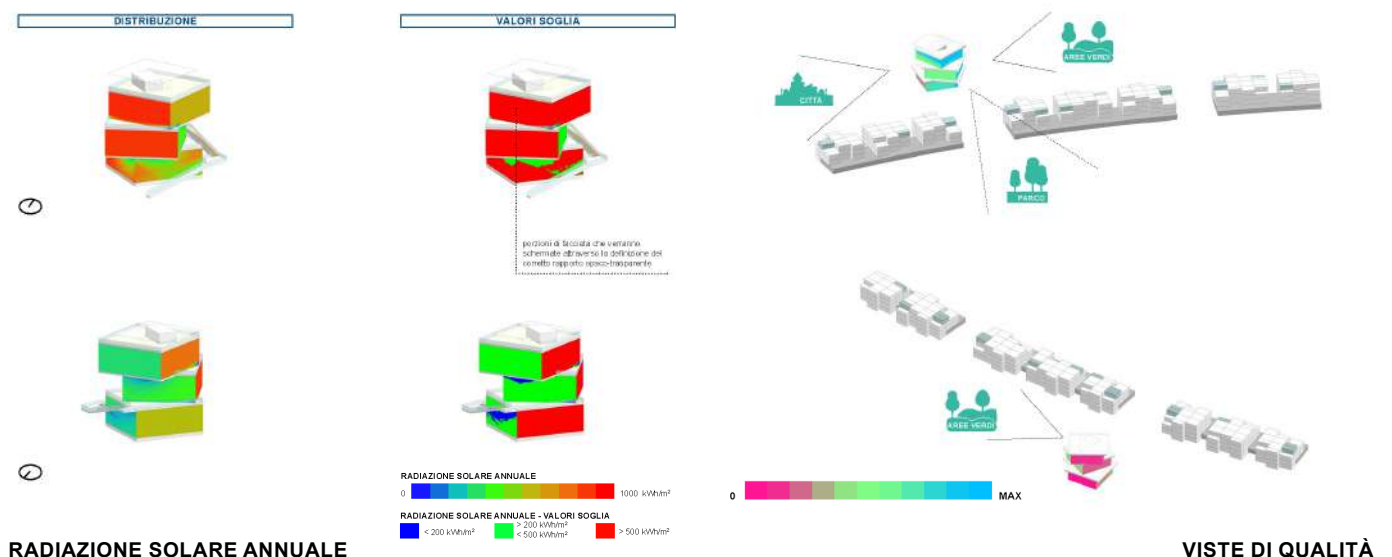 DISTRIBUZIONE
VALORI SOGLIA
porzioni di facciata che verranno
schermate attraverso la definizione del
corretto rapporto opaco-trasparente
CITTÀ
AREE VERDI
PARCO
AREE VERDI
RADIAZIONE SOLARE ANNUALE
0
1000 kWh/m²
RADIAZIONE SOLARE ANNUALE - VALORI SOGLIA
< 200 kWh/m²
> 200 kWh/m²
< 500 kWh/m²
> 500 kWh/m²
0
MAX
RADIAZIONE SOLARE ANNUALE
VISTE DI QUALITÀ